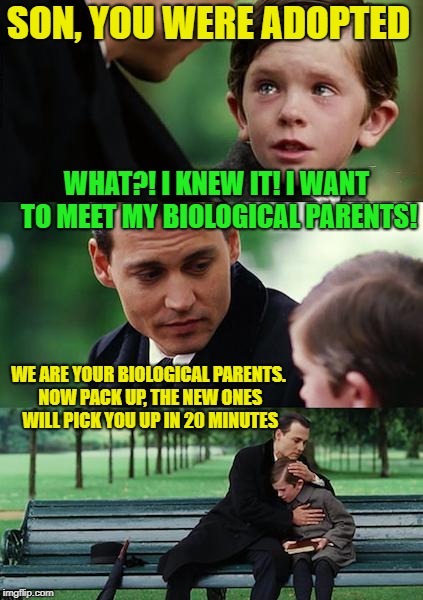 SON, YOU WERE ADOPTED
WHAT?! I KNEW IT! I WANT
TO MEET MY BIOLOGICAL PARENTS!
WE ARE YOUR BIOLOGICAL PARENTS.
NOW PACK UP, THE NEW ONES
WILL PICK YOU UP IN 20 MINUTES
imgflip.com